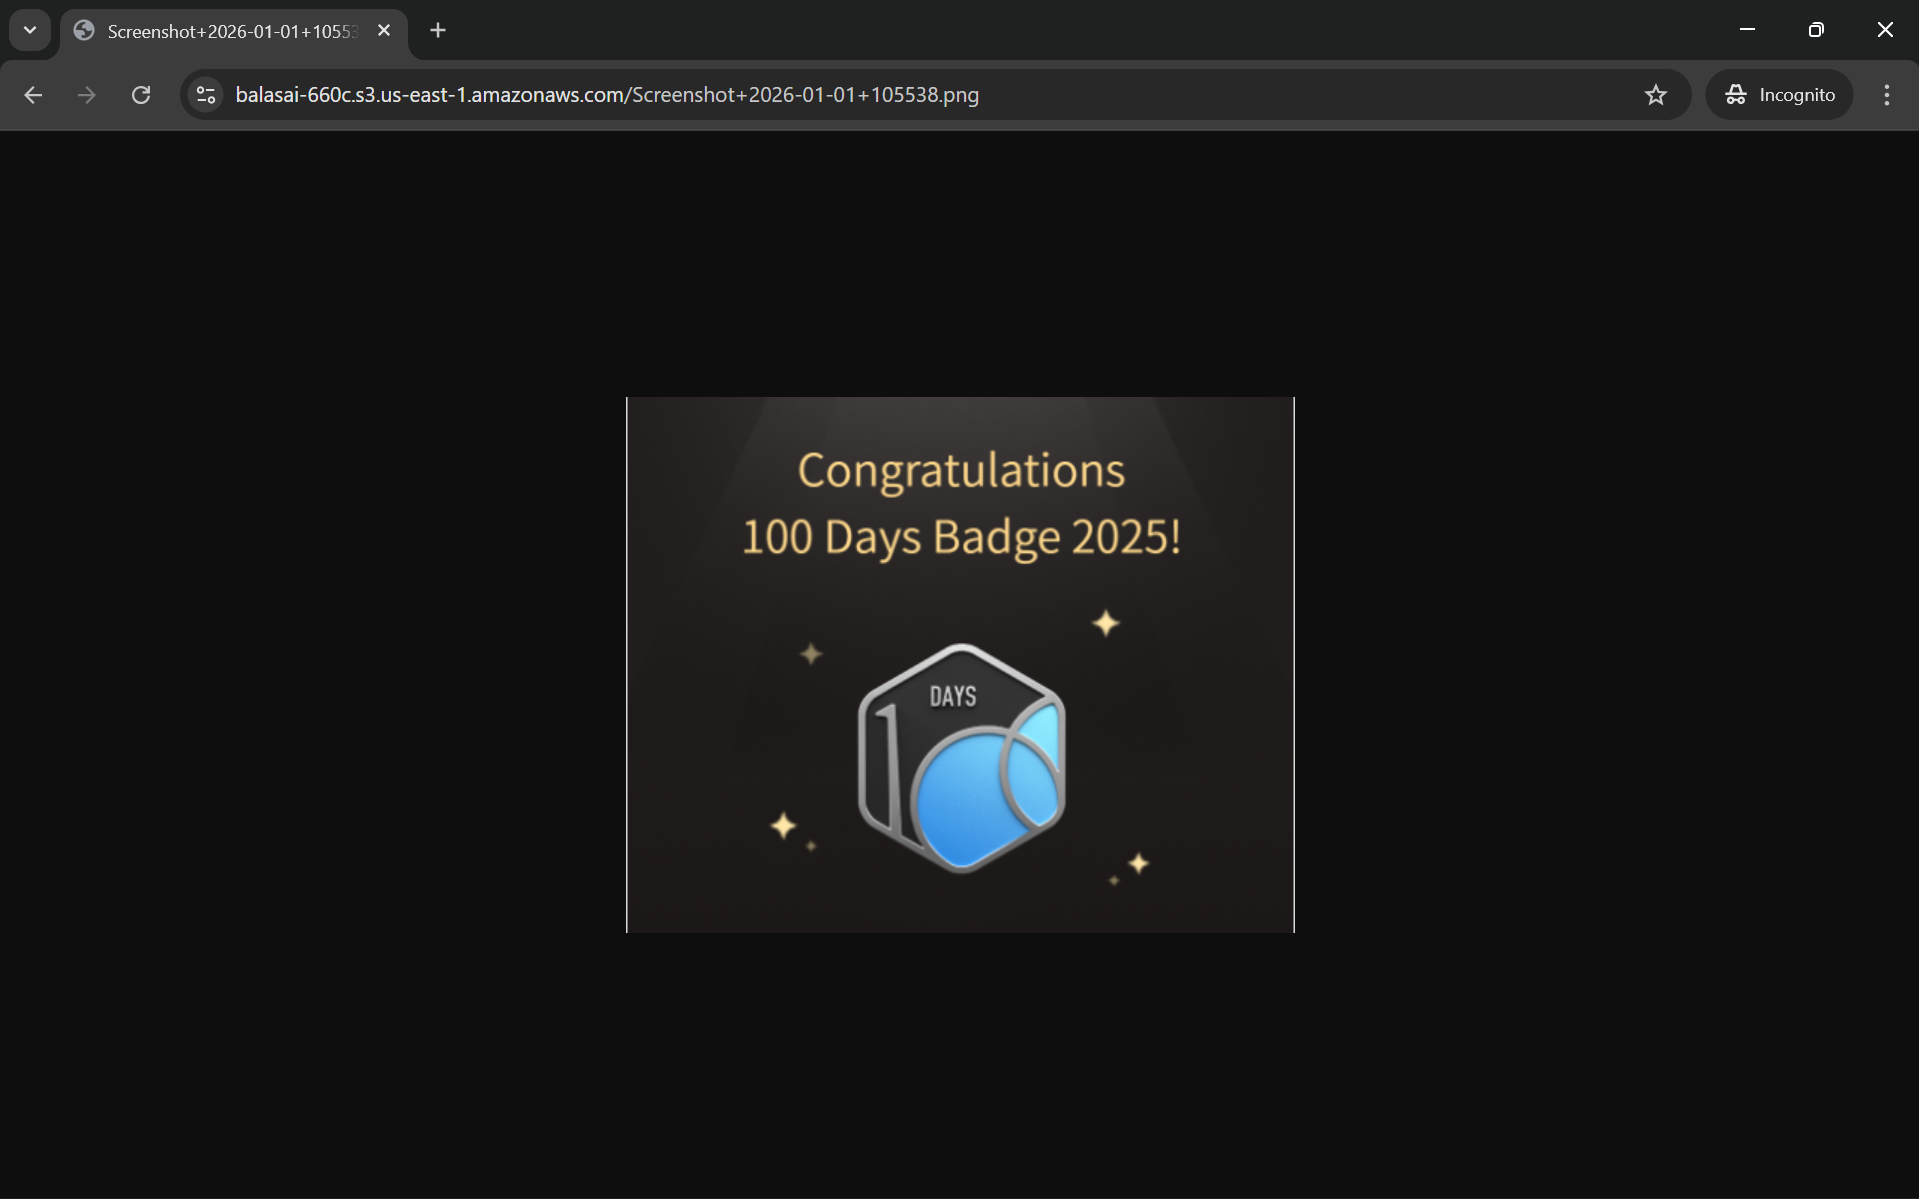 Screenshot+2026-01-01+1055
balasai-660c.s3.us-east-1.amazonaws.com/Screenshot+2026-01-01+105538.png
Incognito
Congratulations
100 Days Badge 2025!
DAYS
100